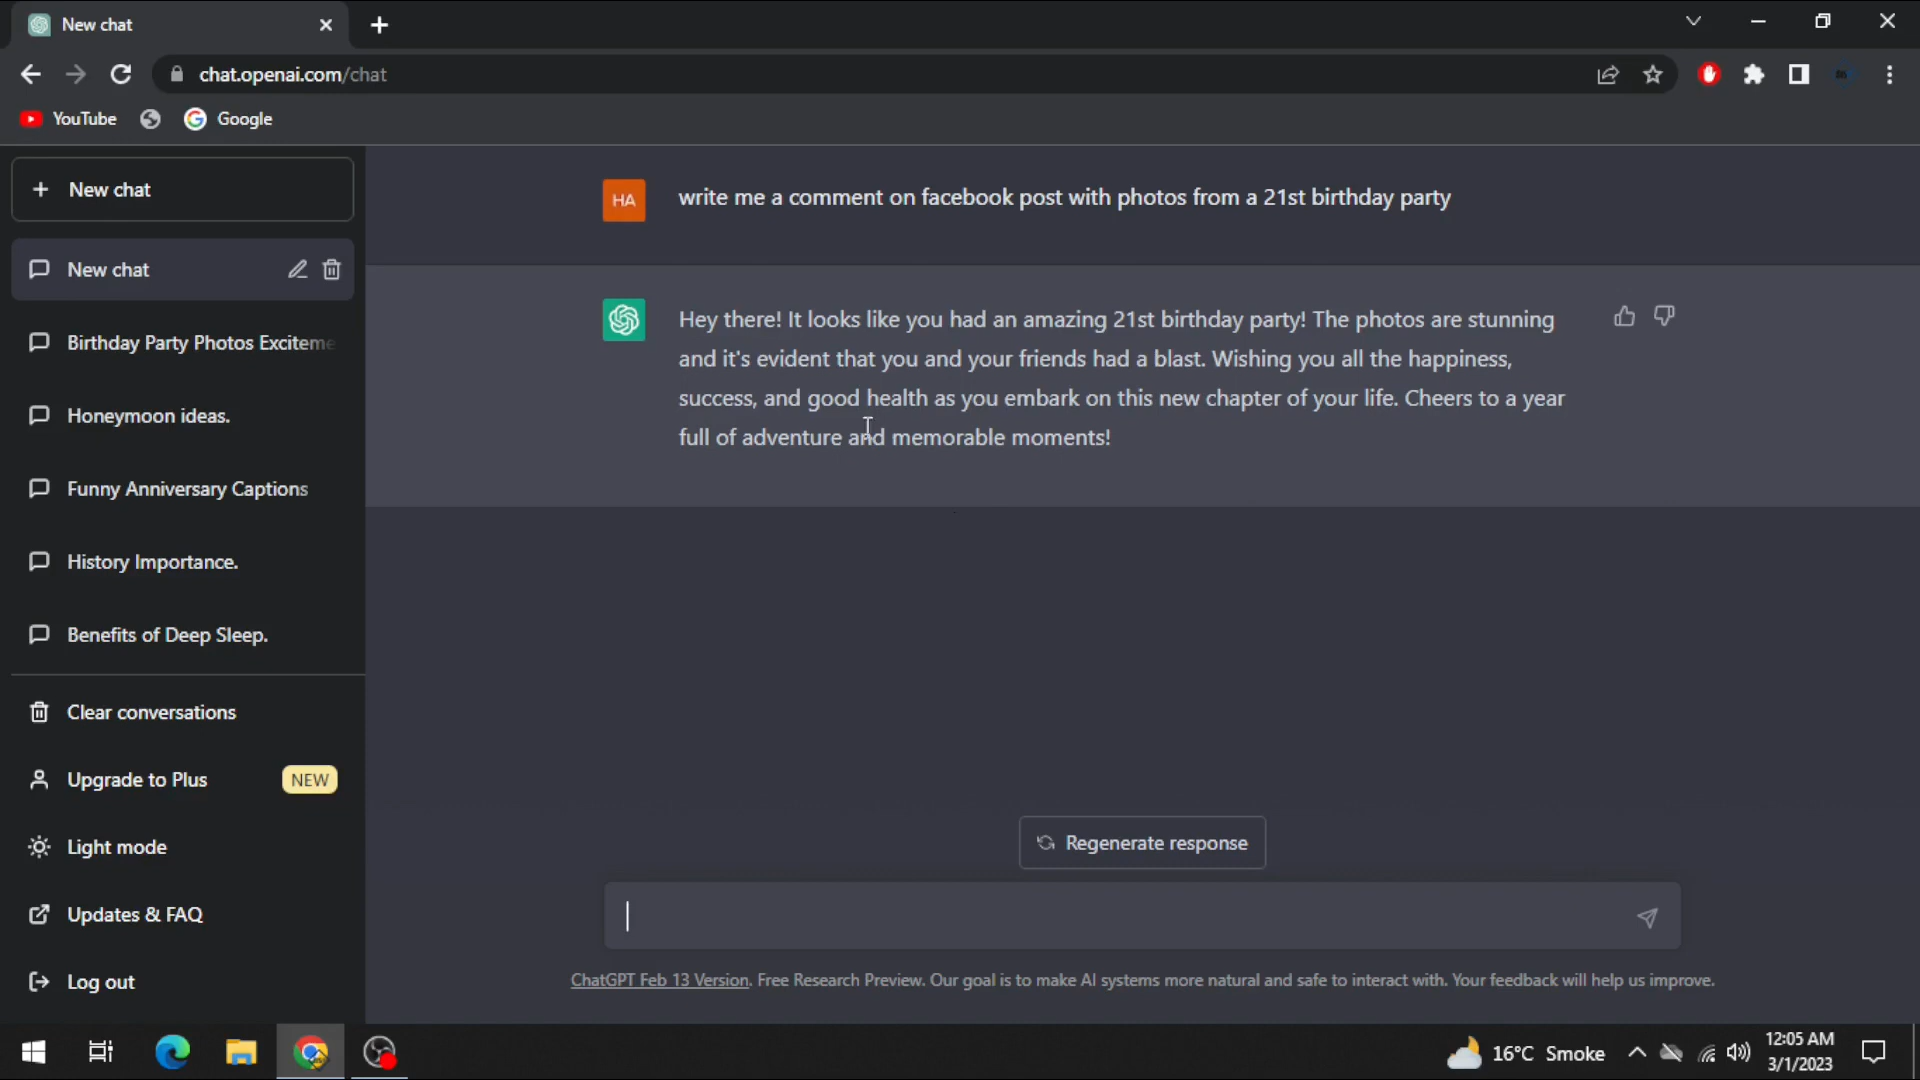 New chat
chat.openai.com/chat
YouTube
Google
New chat
New chat
Birthday Party Photos Exciteme
Honeymoon ideas.
Funny Anniversary Captions
History Importance.
Benefits of Deep Sleep.
Clear conversations
Upgrade to Plus NEW
Light mode
Updates & FAQ
Log out
HA
write me a comment on facebook post with photos from a 21st birthday party
Hey there! It looks like you had an amazing 21st birthday party! The photos are stunning
and it's evident that you and your friends had a blast. Wishing you all the happiness,
success, and good health as you embark on this new chapter of your life. Cheers to a year
full of adventure and memorable moments!
Regenerate response
ChatGPT Feb 13 Version. Free Research Preview. Our goal is to make AI systems more natural and safe to interact with. Your feedback will help us improve.
16°C Smoke
12:05 AM
3/1/2023